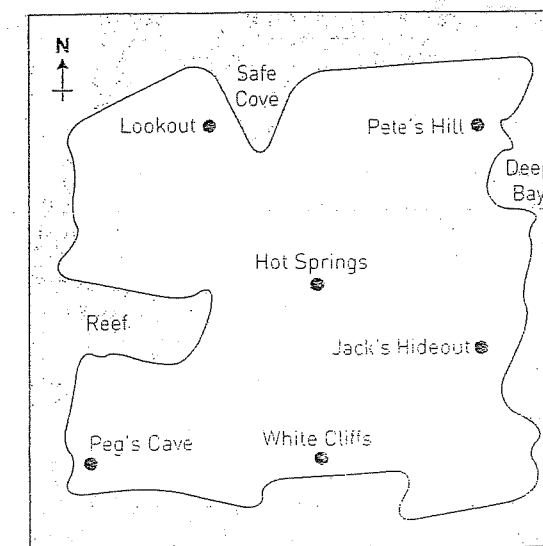 N
Safe
Cove
Lookout
Pete's Hill
Deep
Bay
Hot Springs
Reef
Jack's Hideout
Peg's Cave
White Cliffs